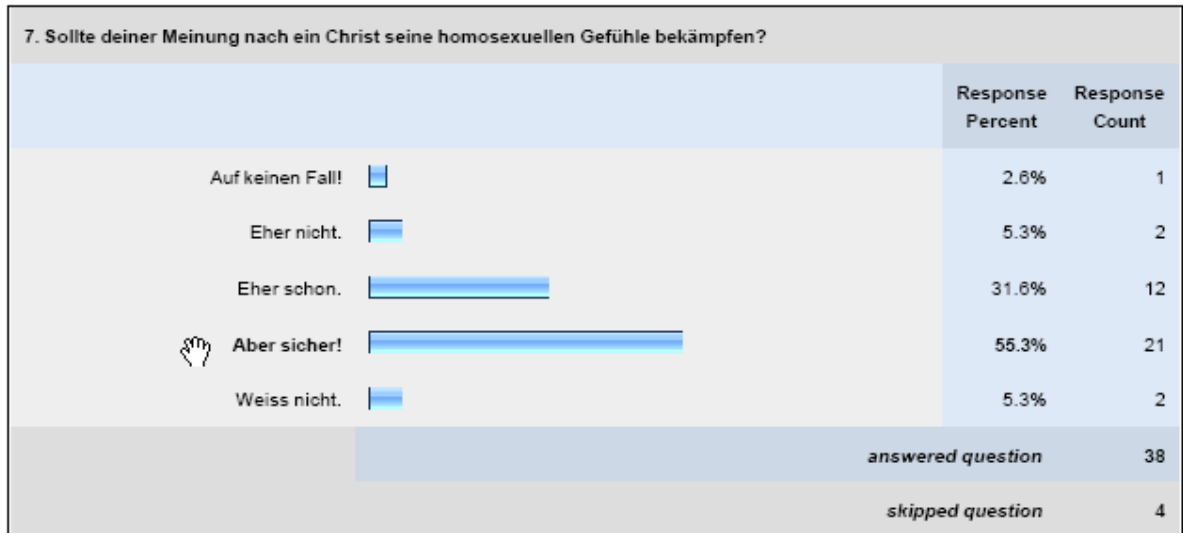 7. Sollte deiner Meinung nach ein Christ seine homosexuellen Gefühle bekämpfen?
Response Percent Response Count
Auf keinen Fall! 2.6% 1
Eher nicht. 5.3% 2
Eher schon. 31.6% 12
Aber sicher! 55.3% 21
Weiss nicht. 5.3% 2
answered question 38
skipped question 4